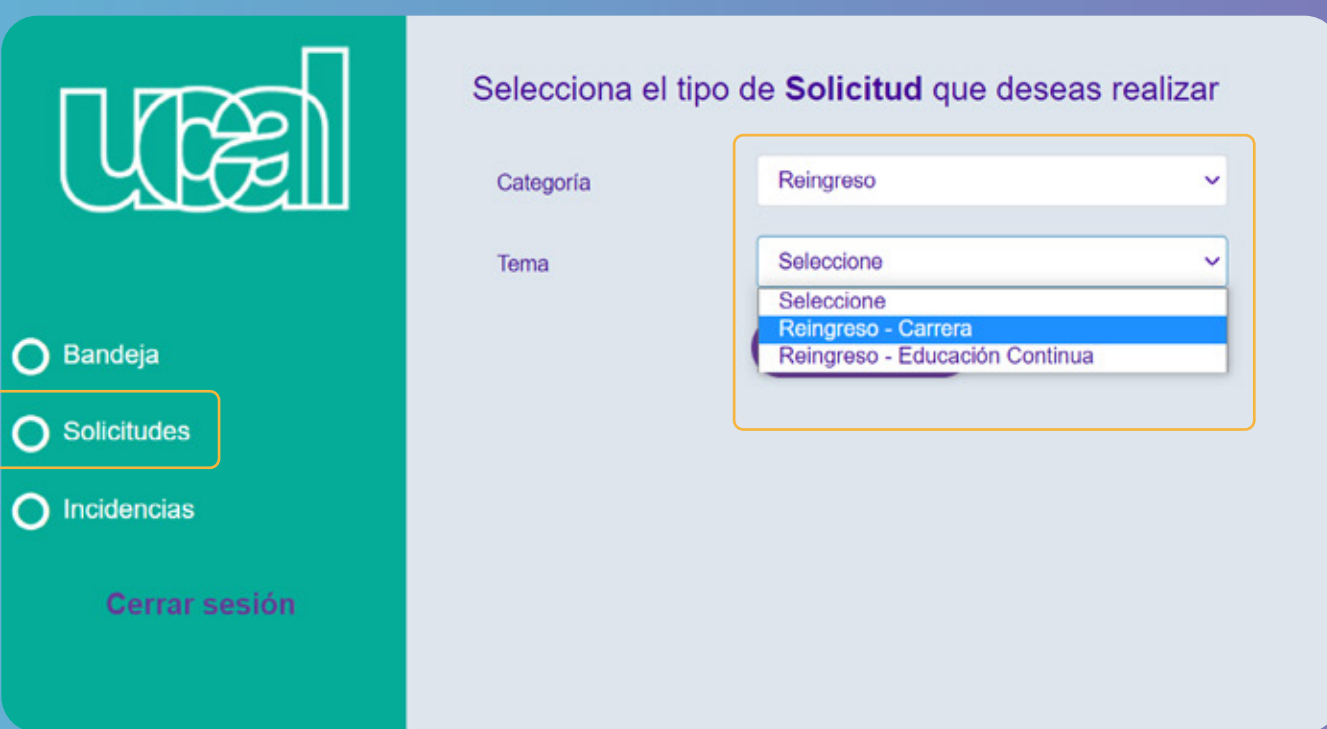 ucal
Selecciona el tipo de Solicitud que deseas realizar
Categoría
Reingreso
Tema
Seleccione
Seleccione
Reingreso - Carrera
Reingreso - Educación Continua
Bandeja
Solicitudes
Incidencias
Cerrar sesión